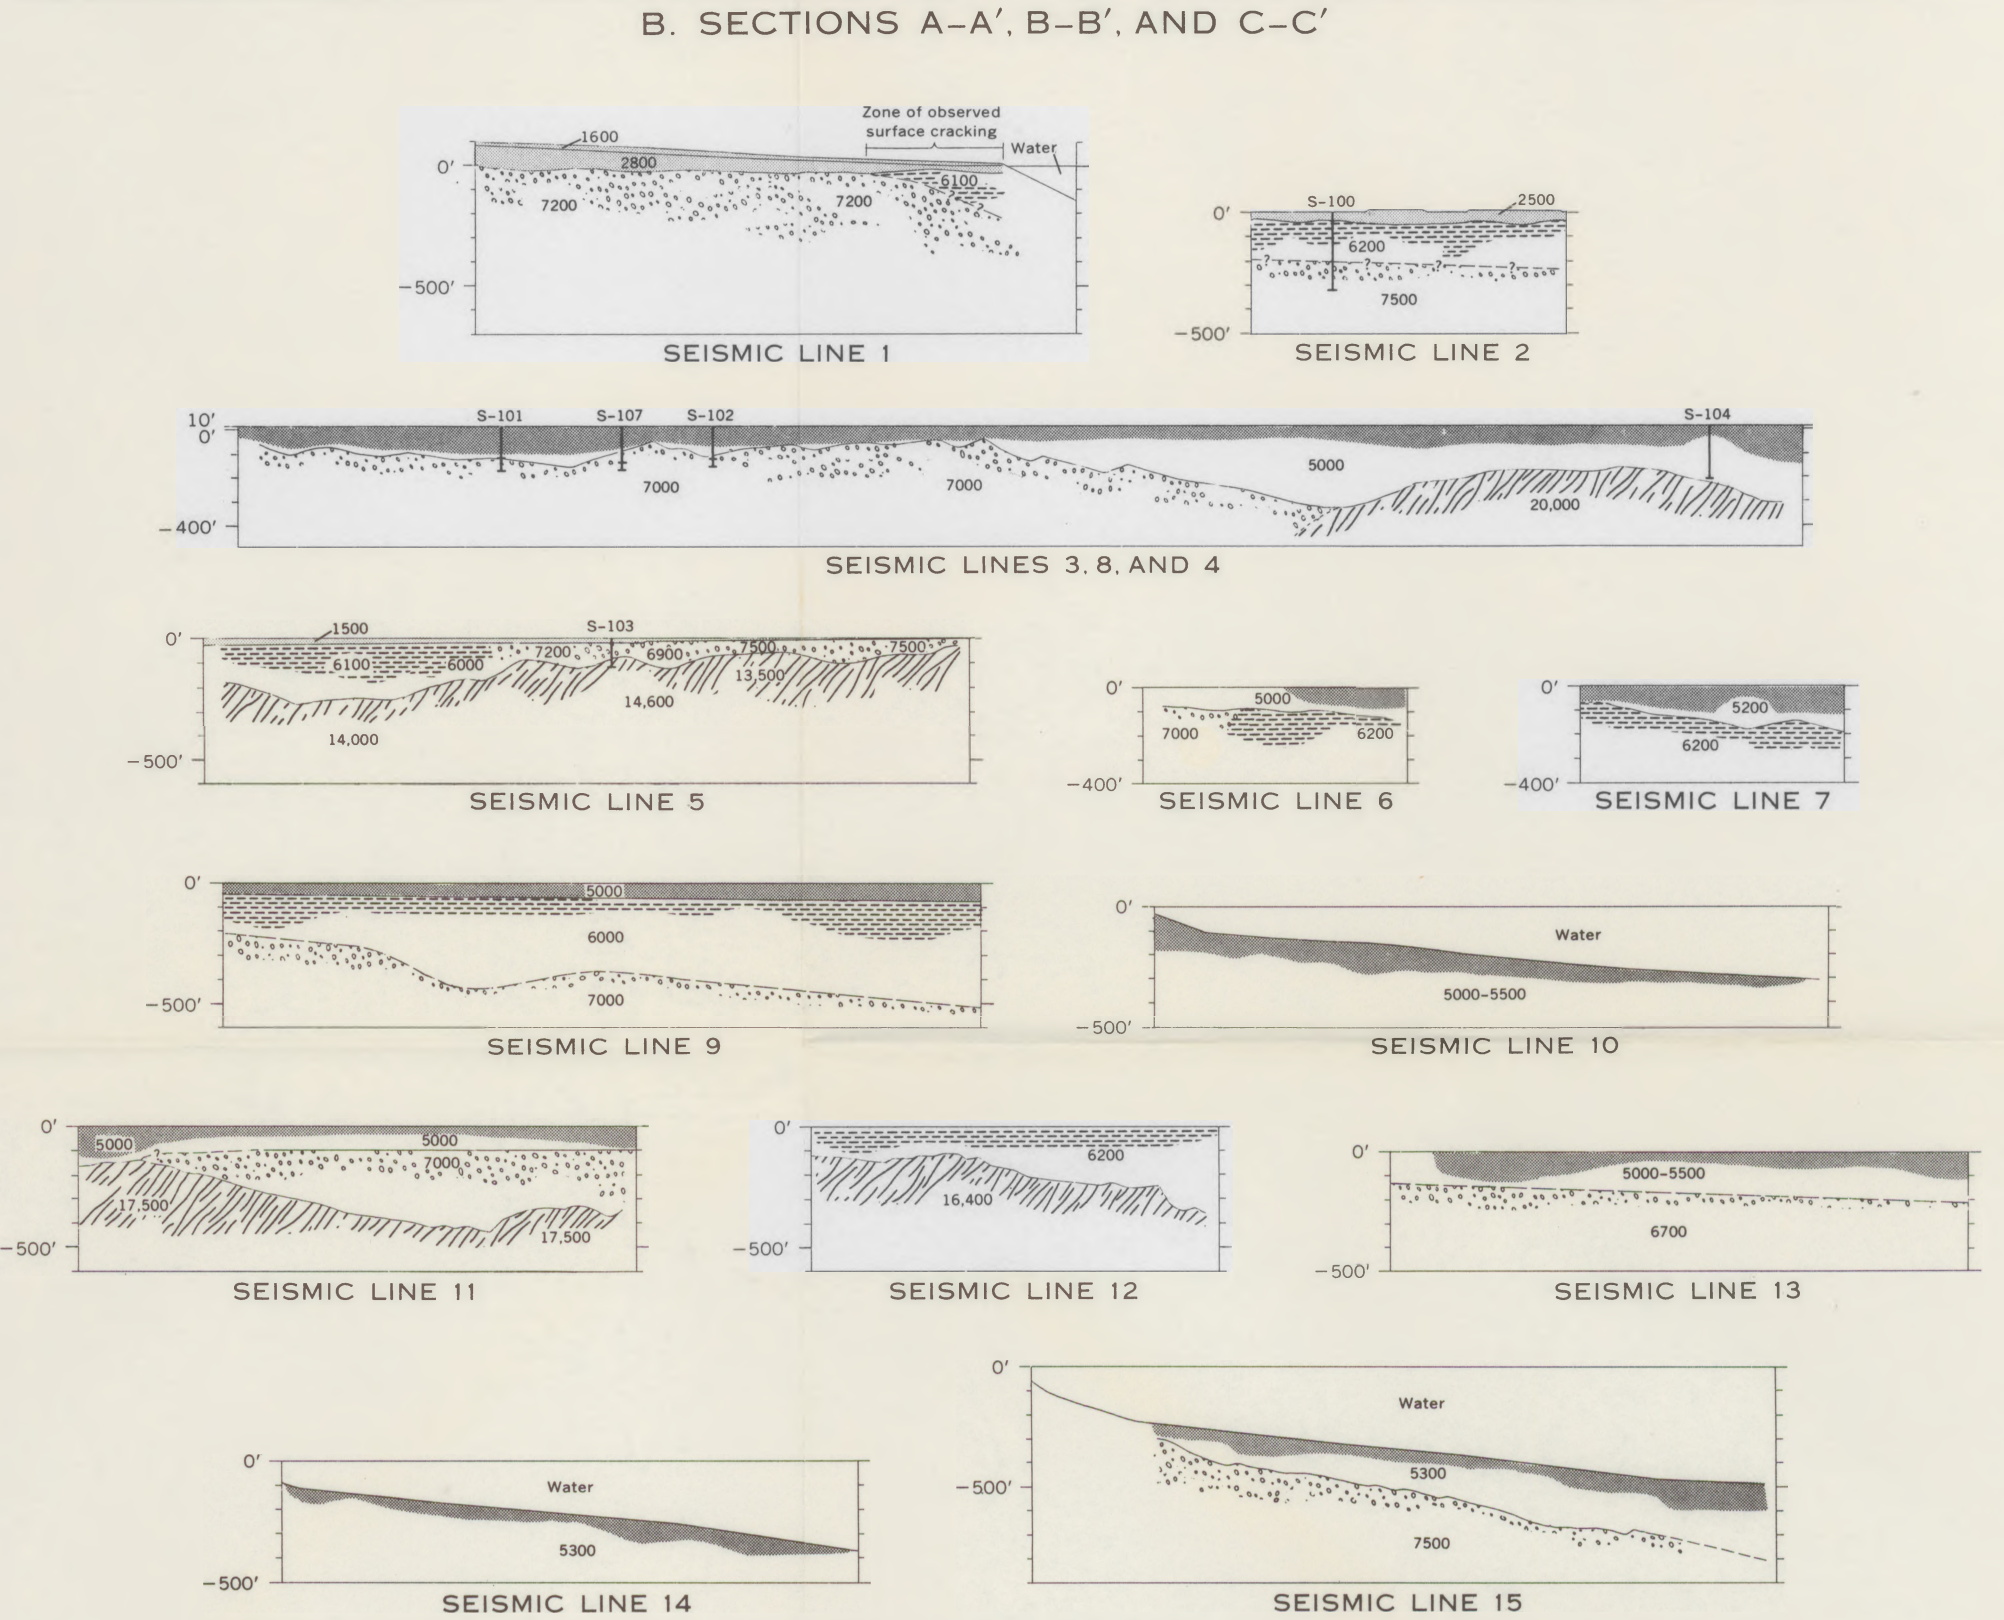 B. SECTIONS A–A′, B–B′, AND C–C′
Zone of observed
surface cracking
Water
1600
2800
0′
6100
7200
7200
?
?
−500′
SEISMIC LINE 1
S-100
2500
0′
6200
? ? ? ?
7500
−500′
SEISMIC LINE 2
S-101
S-107
S-102
S-104
10′
0′
5000
7000
7000
20,000
−400′
SEISMIC LINES 3, 8, AND 4
1500
S-103
0′
6100
6000
7200
6900
7500
7500
13,500
14,600
14,000
−500′
SEISMIC LINE 5
0′
5000
7000
6200
−400′
SEISMIC LINE 6
0′
5200
6200
−400′
SEISMIC LINE 7
0′
5000
6000
7000
−500′
SEISMIC LINE 9
0′
Water
5000–5500
−500′
SEISMIC LINE 10
0′
5000
5000
?
7000
17,500
17,500
−500′
SEISMIC LINE 11
0′
6200
16,400
−500′
SEISMIC LINE 12
0′
5000–5500
6700
−500′
SEISMIC LINE 13
0′
Water
5300
−500′
SEISMIC LINE 14
0′
Water
5300
−500′
7500
SEISMIC LINE 15